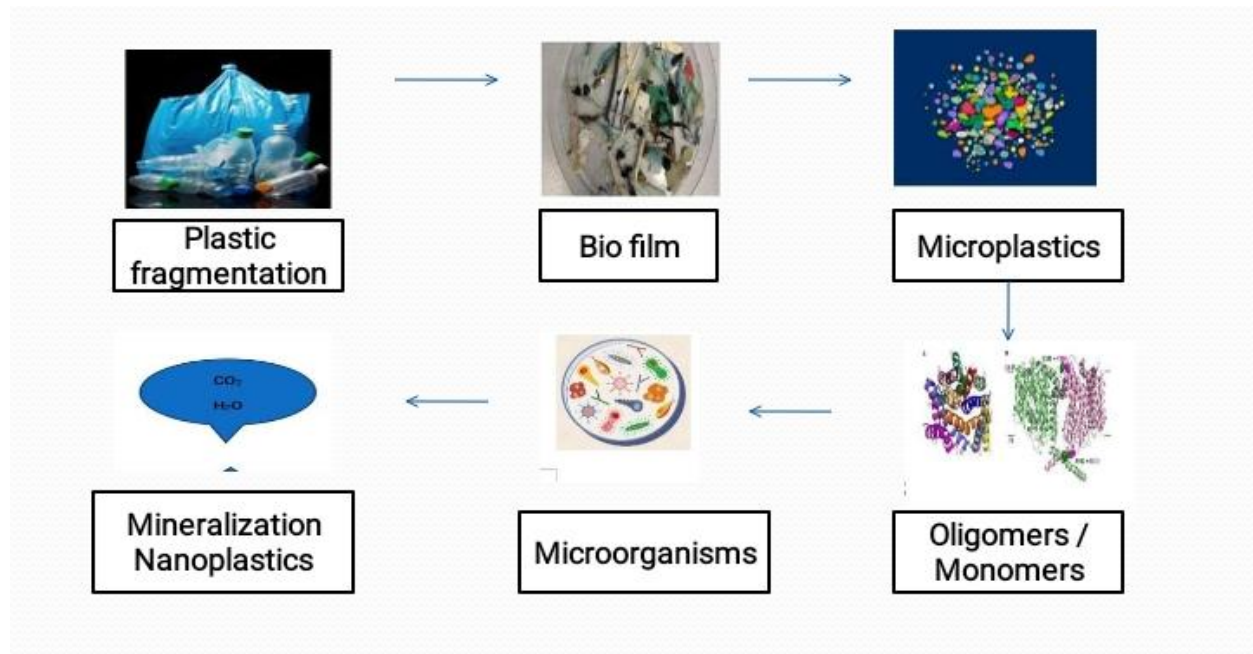 Plastic
fragmentation
Bio film
Microplastics
CO₂
H₂O
Mineralization
Nanoplastics
Microorganisms
Oligomers /
Monomers